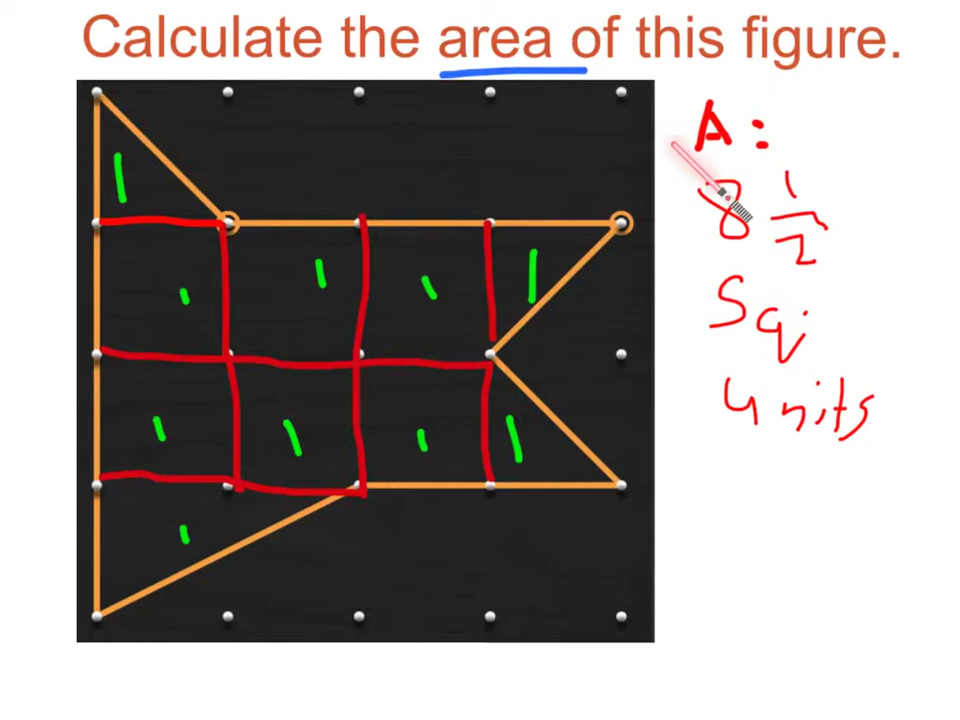 Calculate the area of this figure.
A:
8 1/2
Sq
units